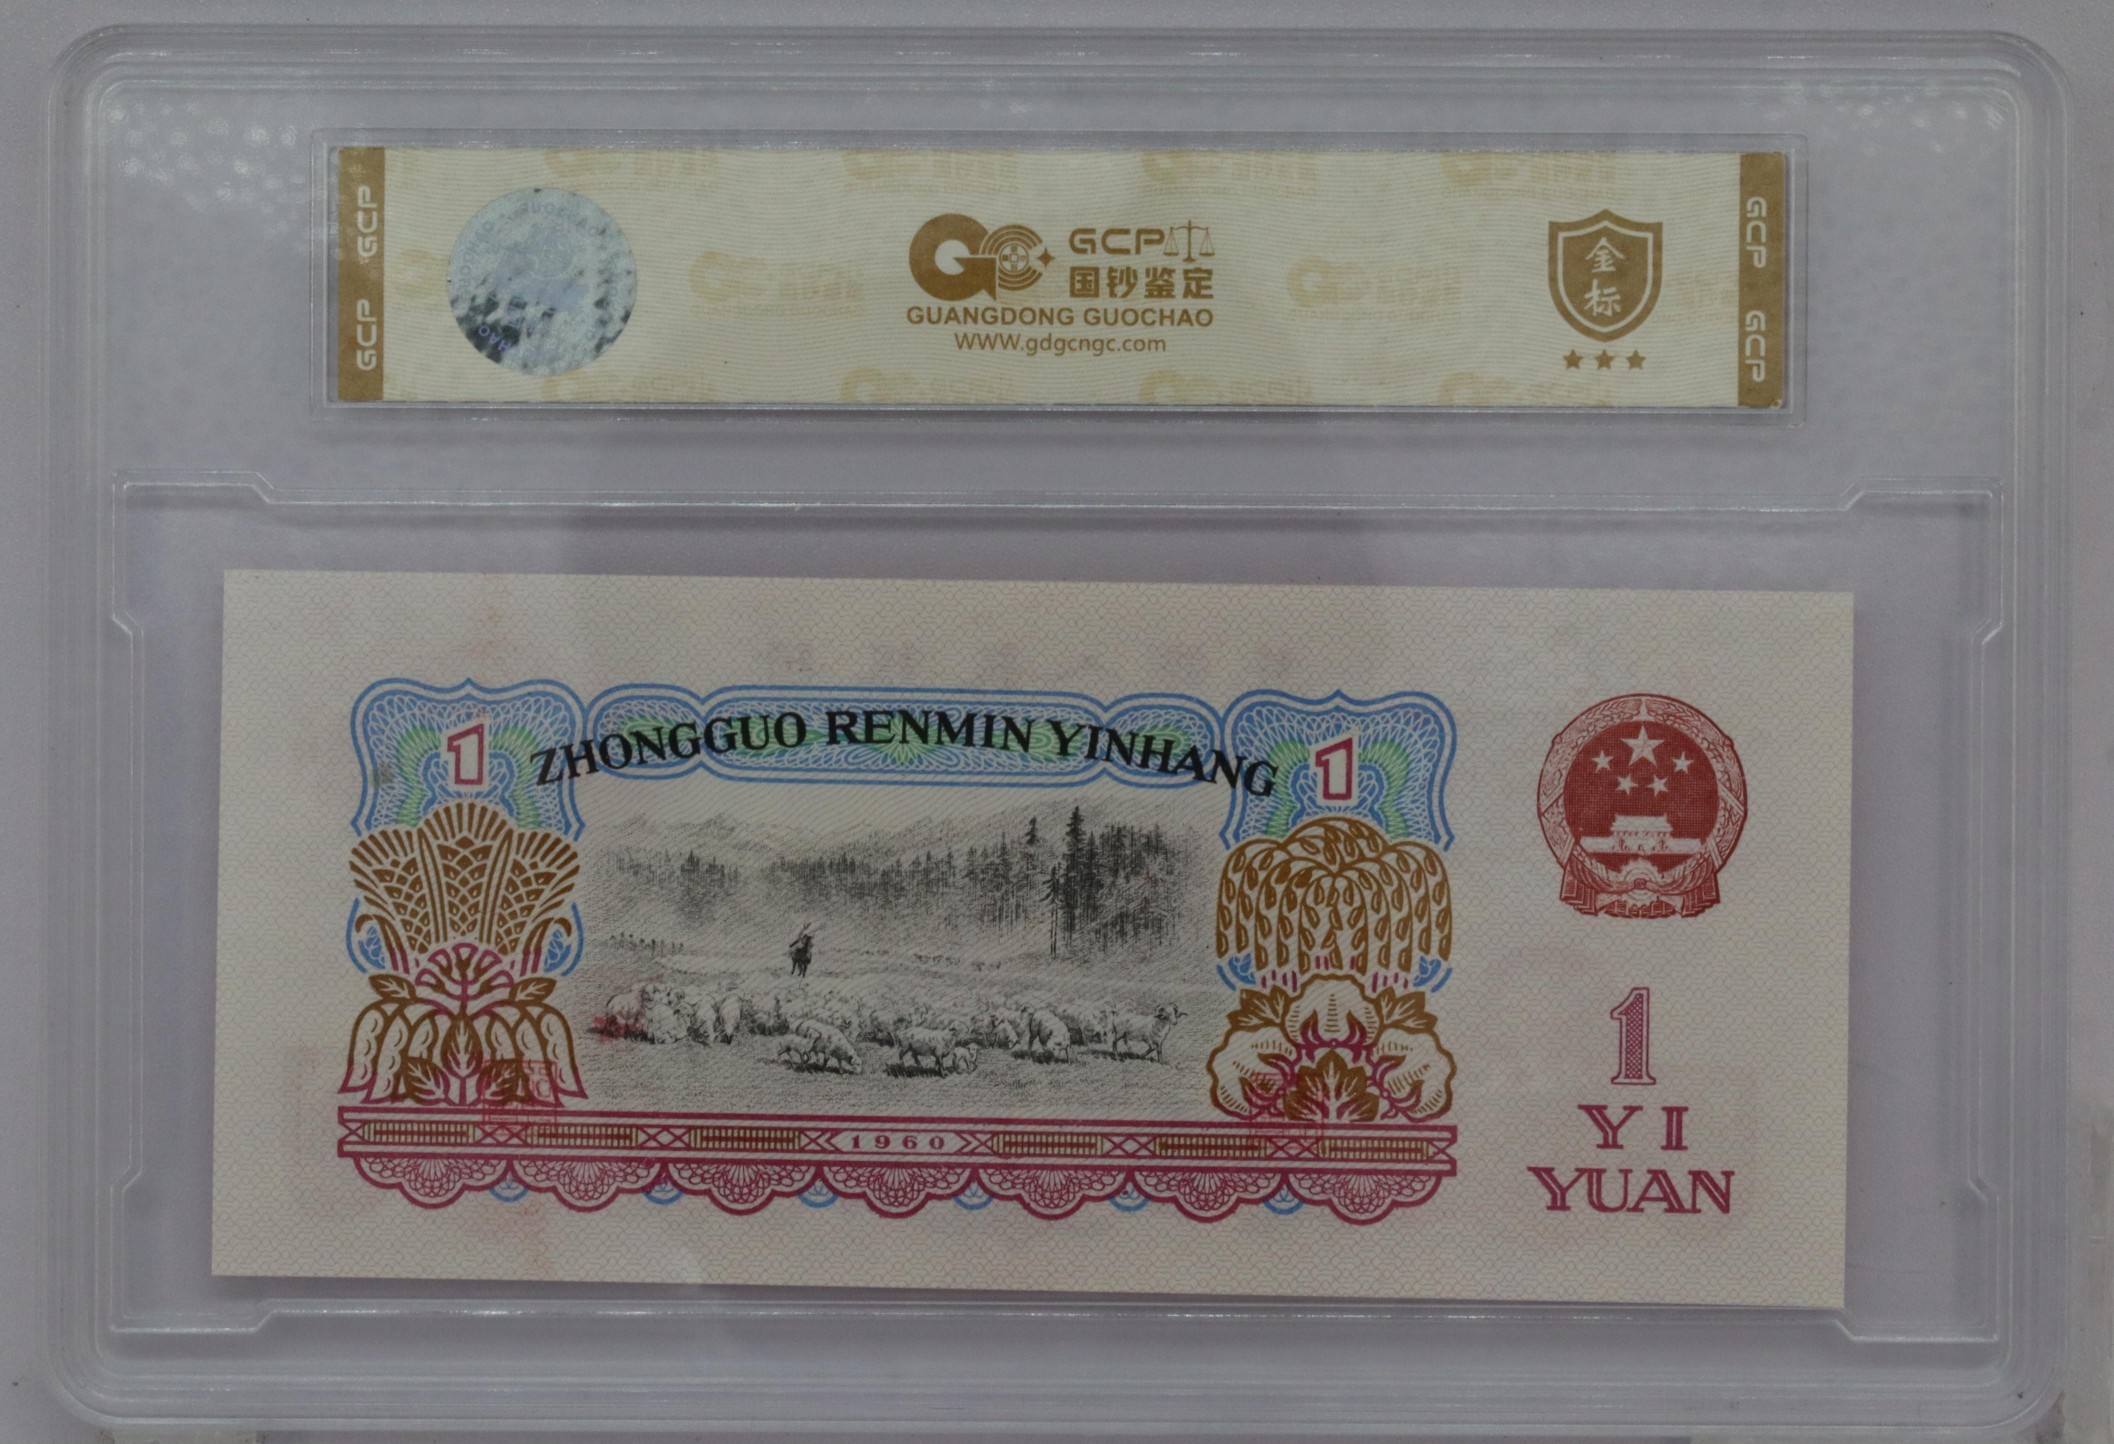 GCP
GCP
GCP
国钞鉴定
GUANGDONG GUOCHAO
WWW.gdgcngc.com
金
标
GCP
GCP
ZHONGGUO RENMIN YINHANG
1
1
1960
1
YI
YUAN